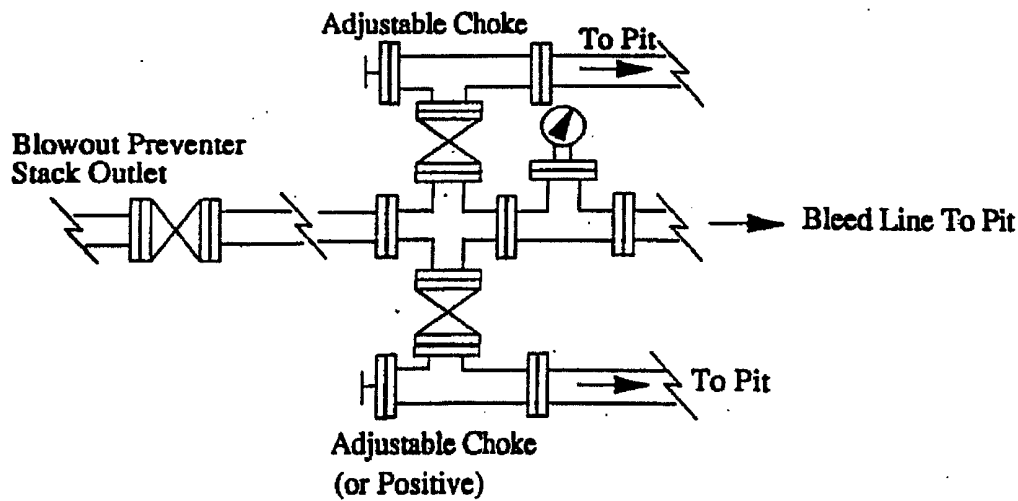 Adjustable Choke
To Pit
Blowout Preventer
Stack Outlet
Bleed Line To Pit
To Pit
Adjustable Choke
(or Positive)